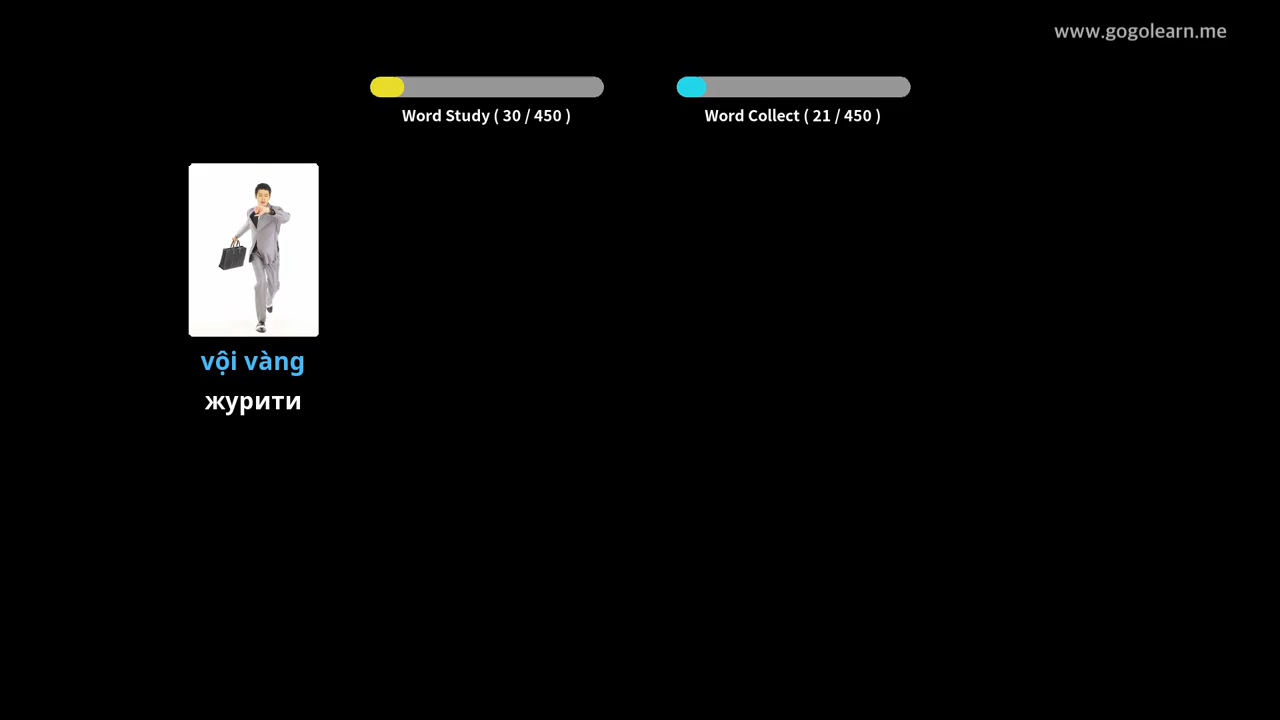 www.gogolearn.me
Word Study ( 30 / 450 )
Word Collect ( 21 / 450 )
vội vàng
журити